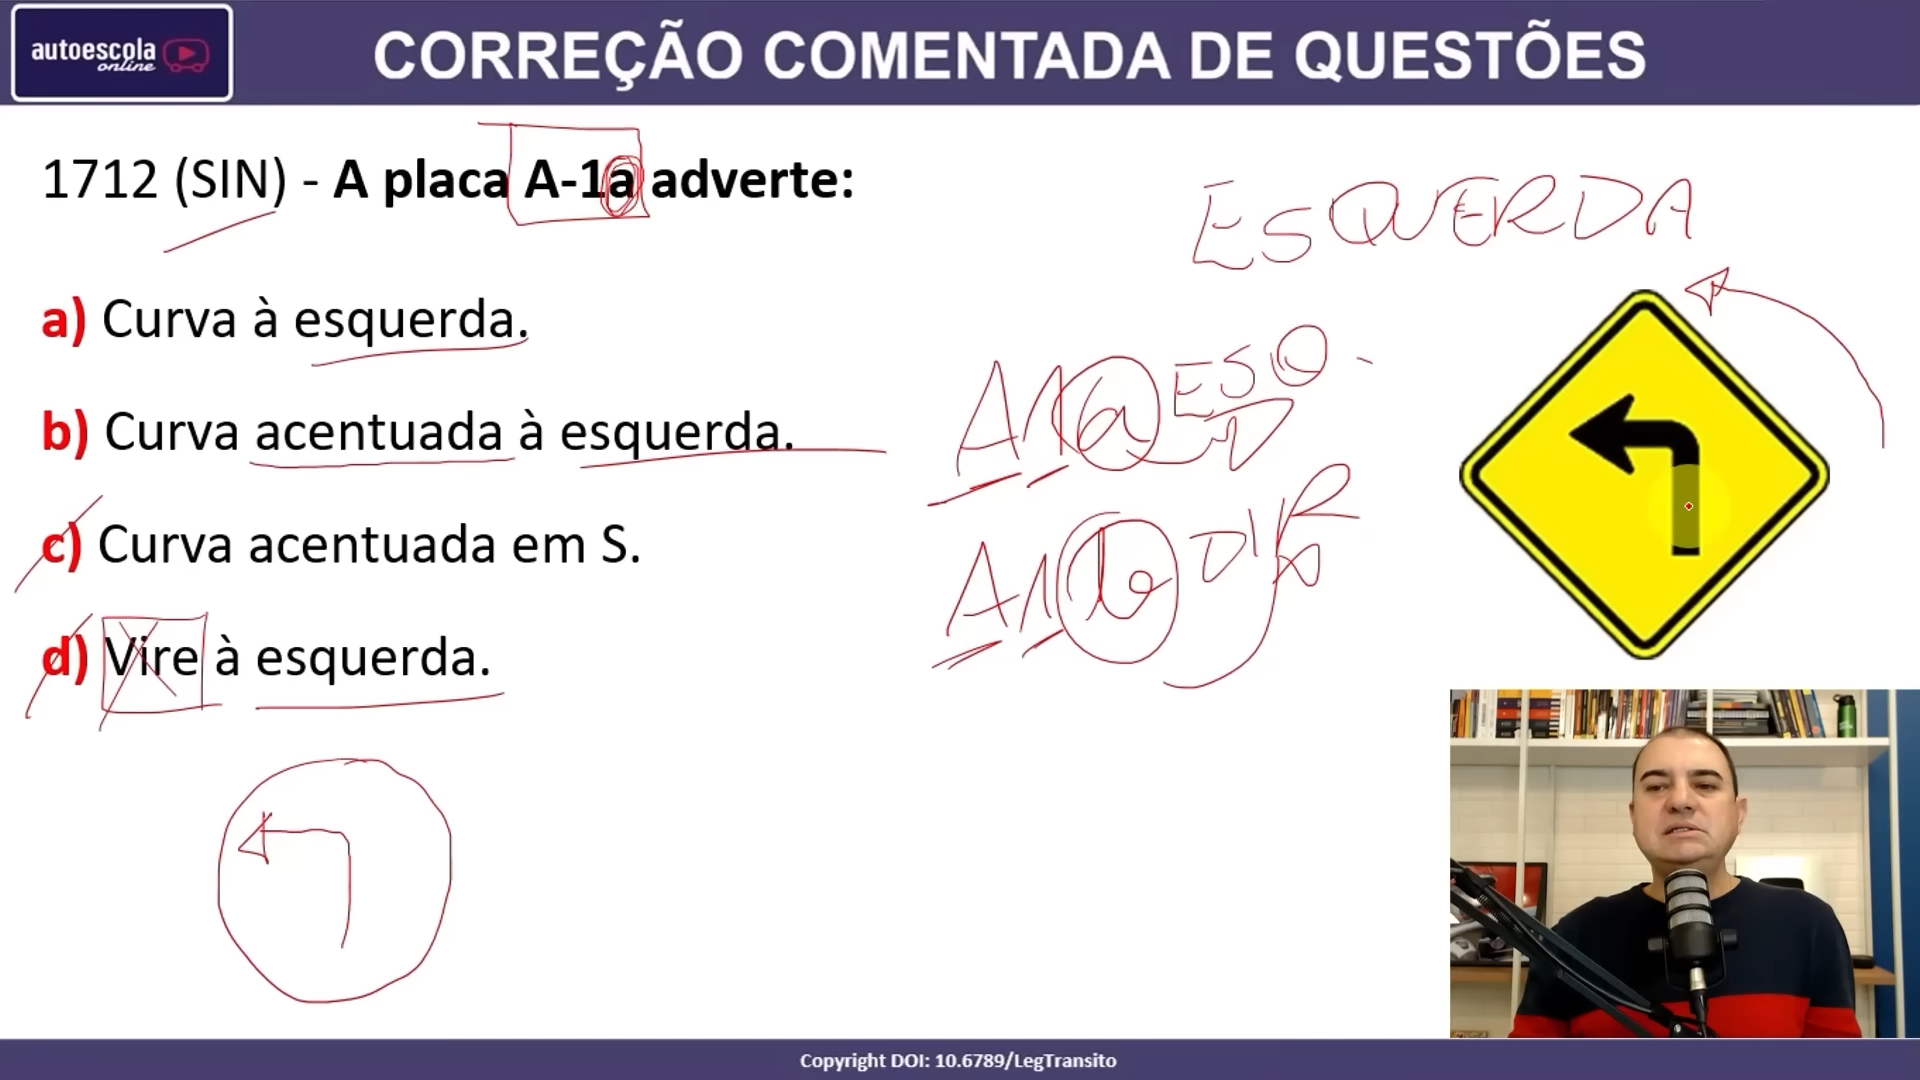 autoescola
online
CORREÇÃO COMENTADA DE QUESTÕES
1712 (SIN) - A placa A-1a adverte:
a) Curva à esquerda.
b) Curva acentuada à esquerda.
c) Curva acentuada em S.
d) Vire à esquerda.
ESQUERDA
A1a ESQ
A1b DIR
Copyright DOI: 10.6789/LegTransito